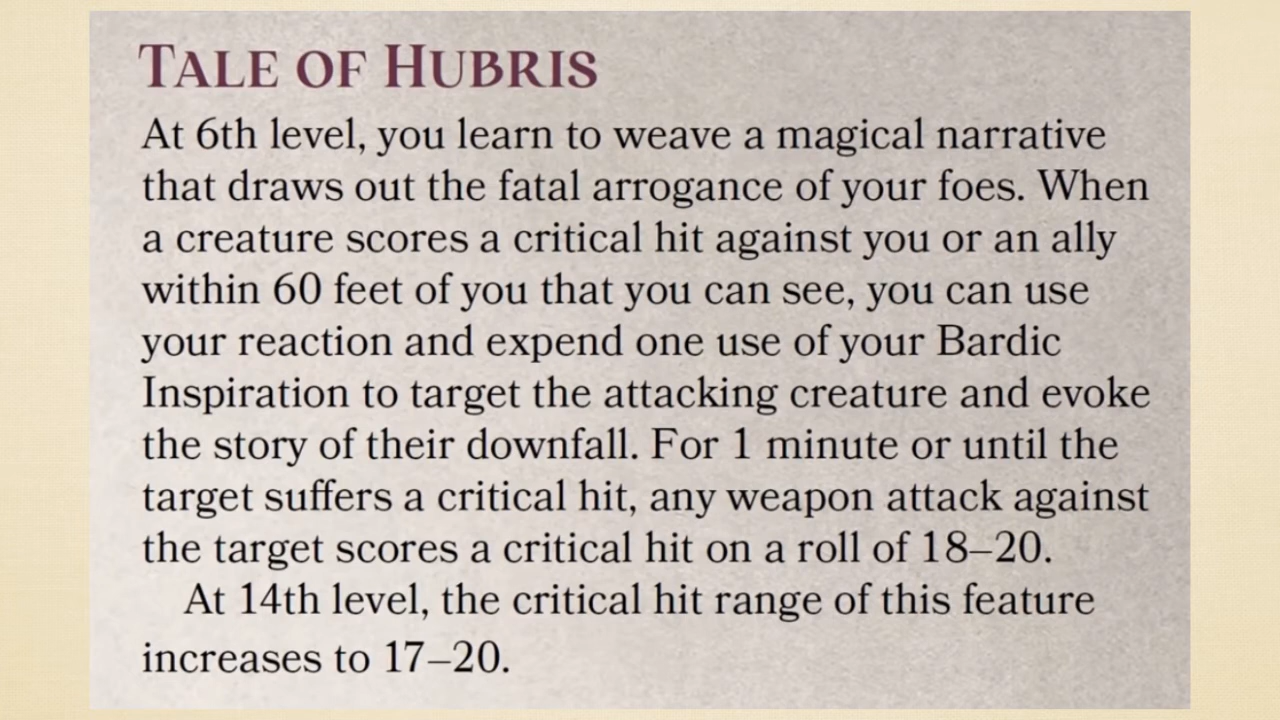 TALE OF HUBRIS
At 6th level, you learn to weave a magical narrative
that draws out the fatal arrogance of your foes. When
a creature scores a critical hit against you or an ally
within 60 feet of you that you can see, you can use
your reaction and expend one use of your Bardic
Inspiration to target the attacking creature and evoke
the story of their downfall. For 1 minute or until the
target suffers a critical hit, any weapon attack against
the target scores a critical hit on a roll of 18–20.
At 14th level, the critical hit range of this feature
increases to 17–20.